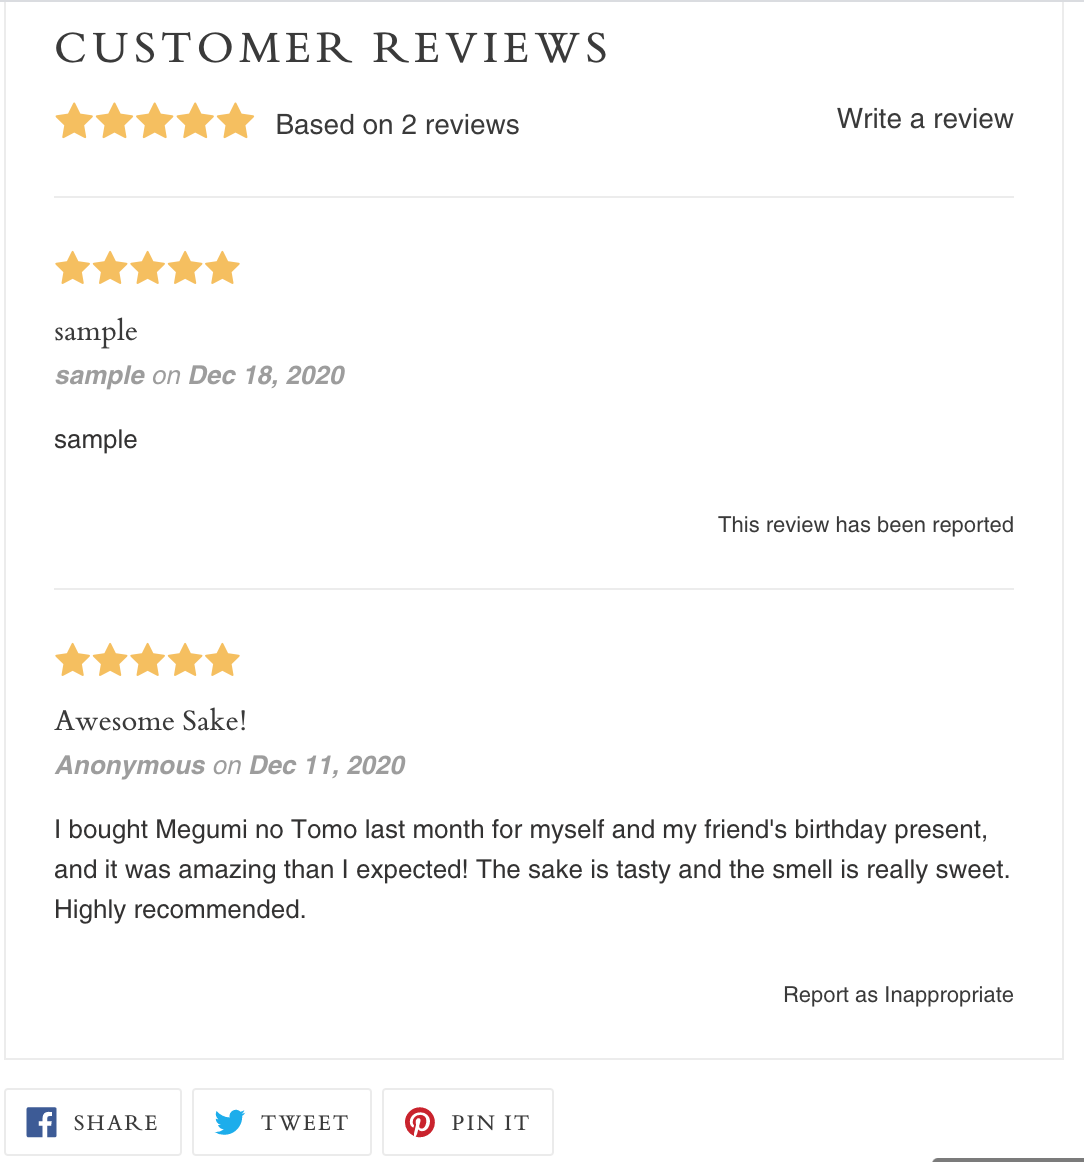 CUSTOMER REVIEWS
Based on 2 reviews
Write a review
sample
sample on Dec 18, 2020
sample
This review has been reported
Awesome Sake!
Anonymous on Dec 11, 2020
I bought Megumi no Tomo last month for myself and my friend's birthday present,
and it was amazing than I expected! The sake is tasty and the smell is really sweet.
Highly recommended.
Report as Inappropriate
SHARE
TWEET
PIN IT